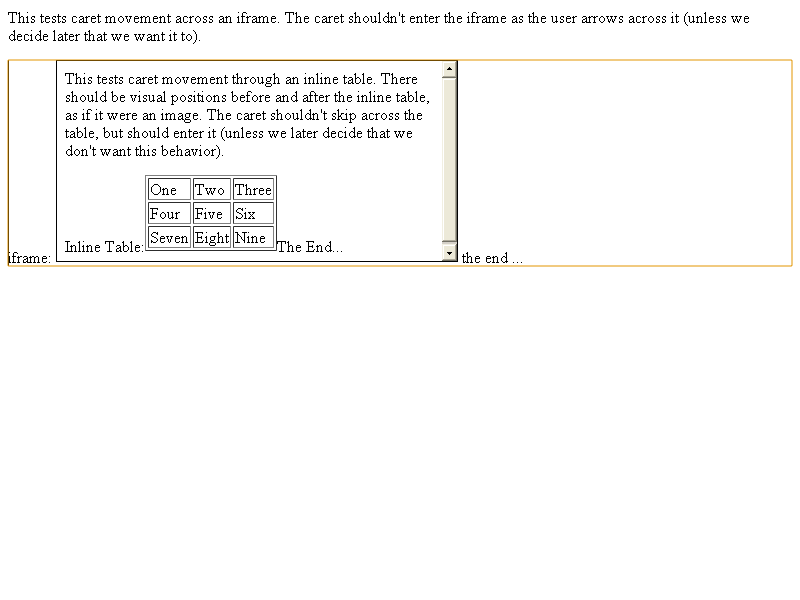 This tests caret movement across an iframe. The caret shouldn't enter the iframe as the user arrows across it (unless we
decide later that we want it to).
This tests caret movement through an inline table. There
should be visual positions before and after the inline table,
as if it were an image. The caret shouldn't skip across the
table, but should enter it (unless we later decide that we
don't want this behavior).
One Two Three
Four Five Six
Seven Eight Nine
Inline Table: The End...
iframe: the end ...